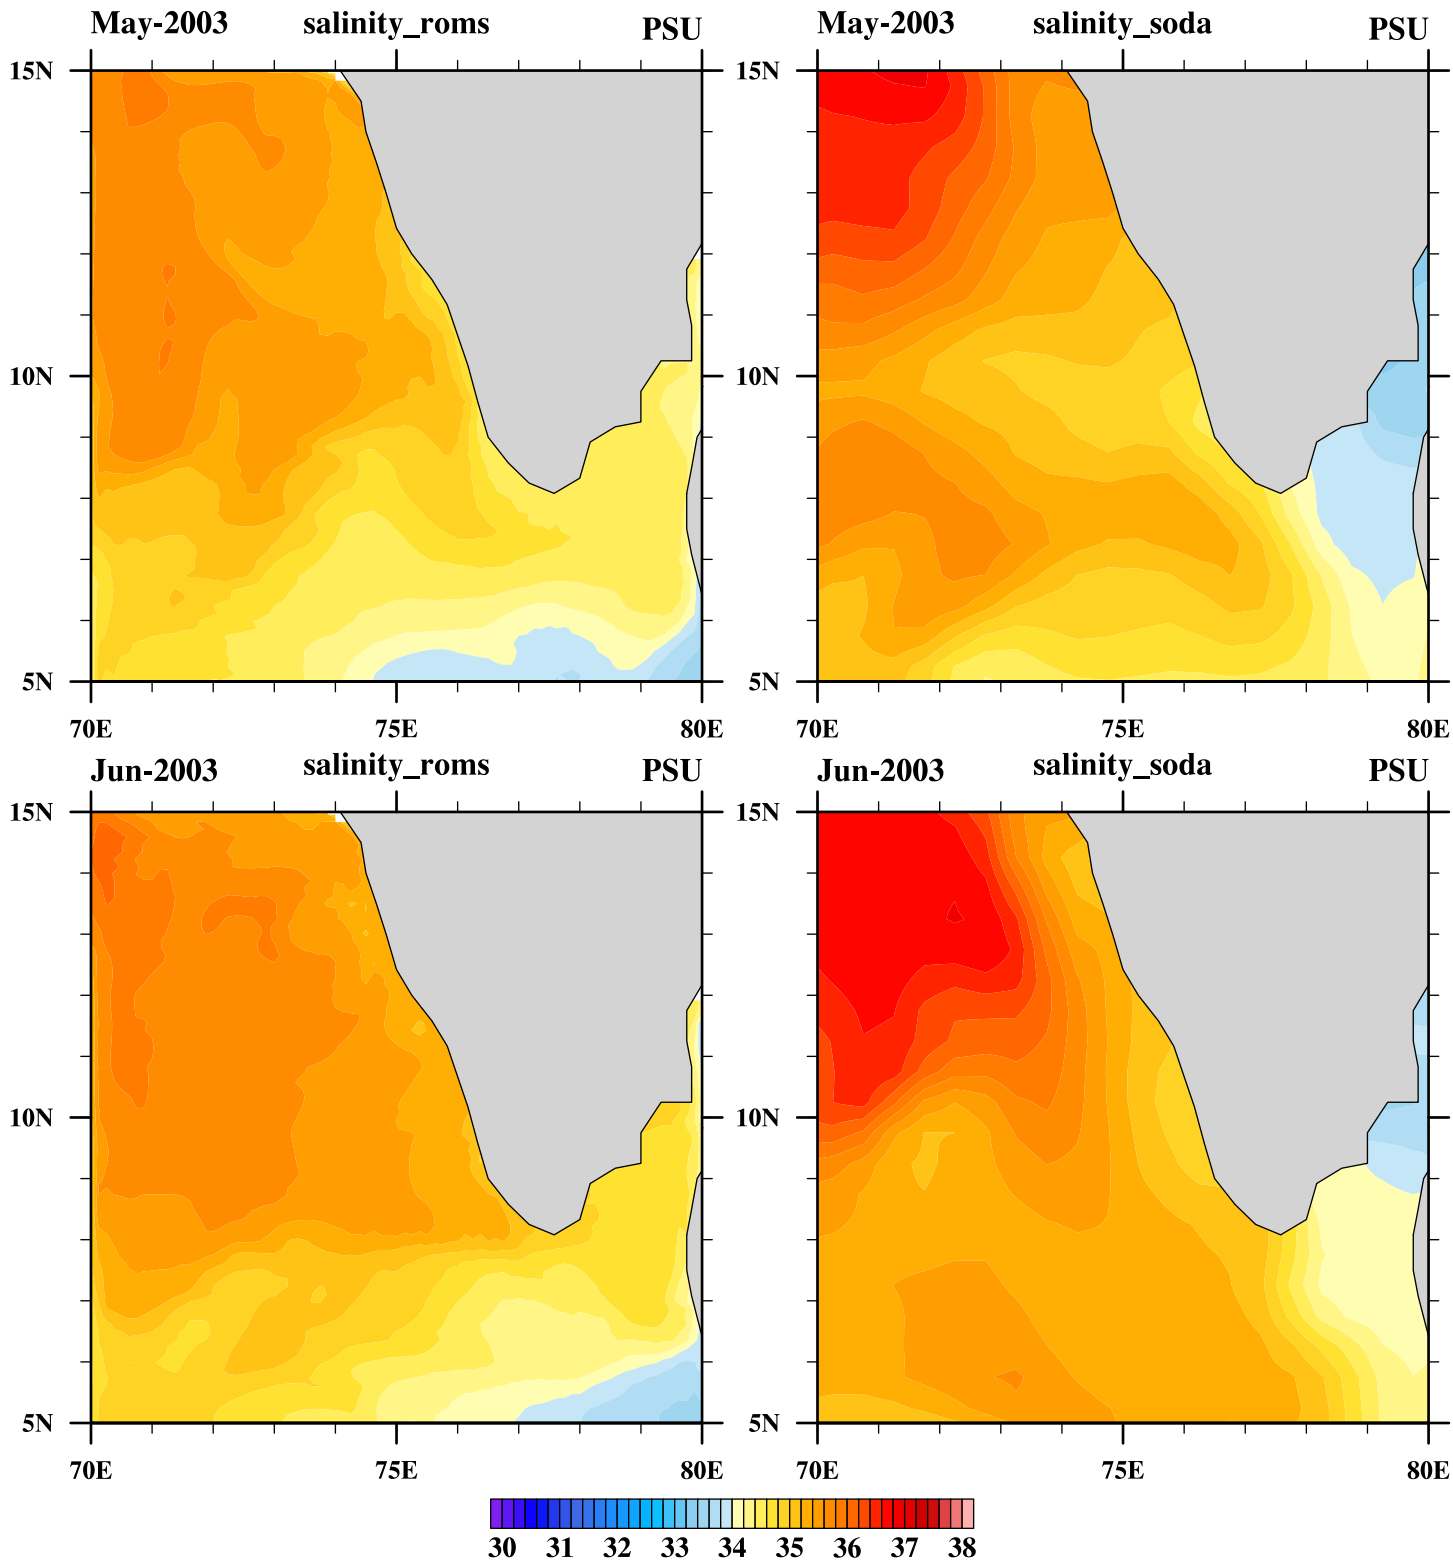 May-2003 salinity_roms PSU May-2003 salinity_soda PSU
15N 15N
10N 10N
5N 5N
70E 75E 80E 70E 75E 80E
Jun-2003 salinity_roms PSU Jun-2003 salinity_soda PSU
15N 15N
10N 10N
5N 5N
70E 75E 80E 70E 75E 80E
30 31 32 33 34 35 36 37 38